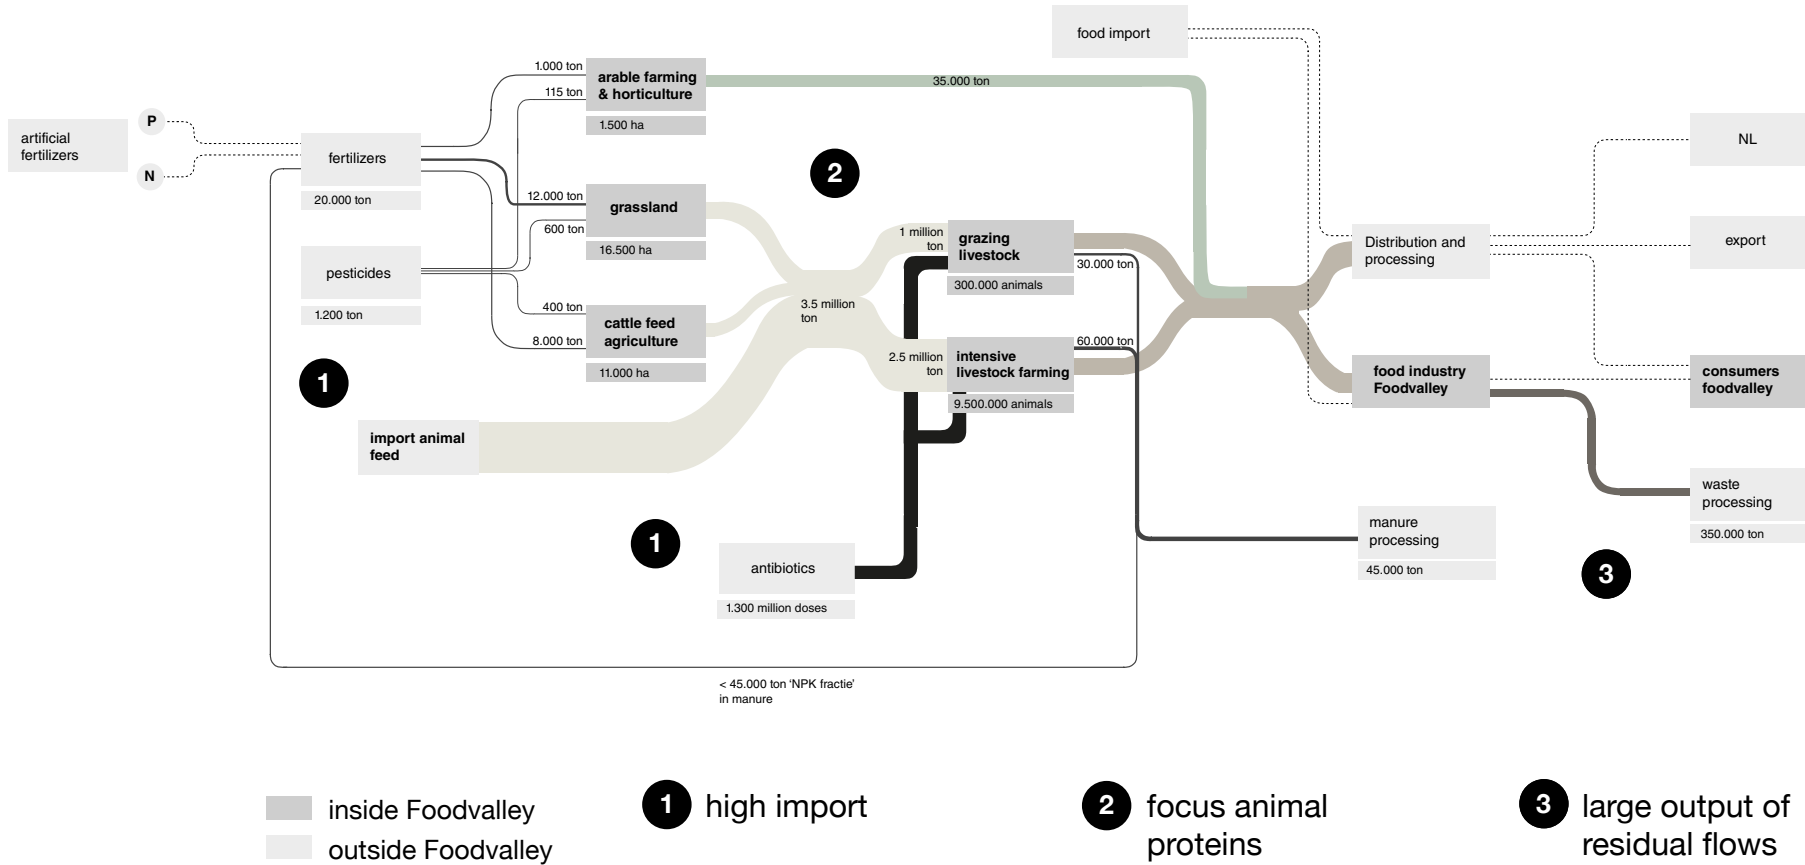 food import
1.000 ton
115 ton
arable farming
& horticulture
1.500 ha
35.000 ton
artificial
fertilizers
P
N
fertilizers
20.000 ton
12.000 ton
600 ton
grassland
16.500 ha
pesticides
1.200 ton
400 ton
8.000 ton
cattle feed
agriculture
11.000 ha
1
import animal
feed
2
3.5 million
ton
1 million
ton
grazing
livestock
300.000 animals
30.000 ton
2.5 million
ton
intensive
livestock farming
9.500.000 animals
60.000 ton
1
antibiotics
1.300 million doses
< 45.000 ton ‘NPK fractie’
in manure
Distribution and
processing
food industry
Foodvalley
manure
processing
45.000 ton
NL
export
consumers
foodvalley
waste
processing
350.000 ton
3
inside Foodvalley
outside Foodvalley
1
high import
2
focus animal
proteins
3
large output of
residual flows